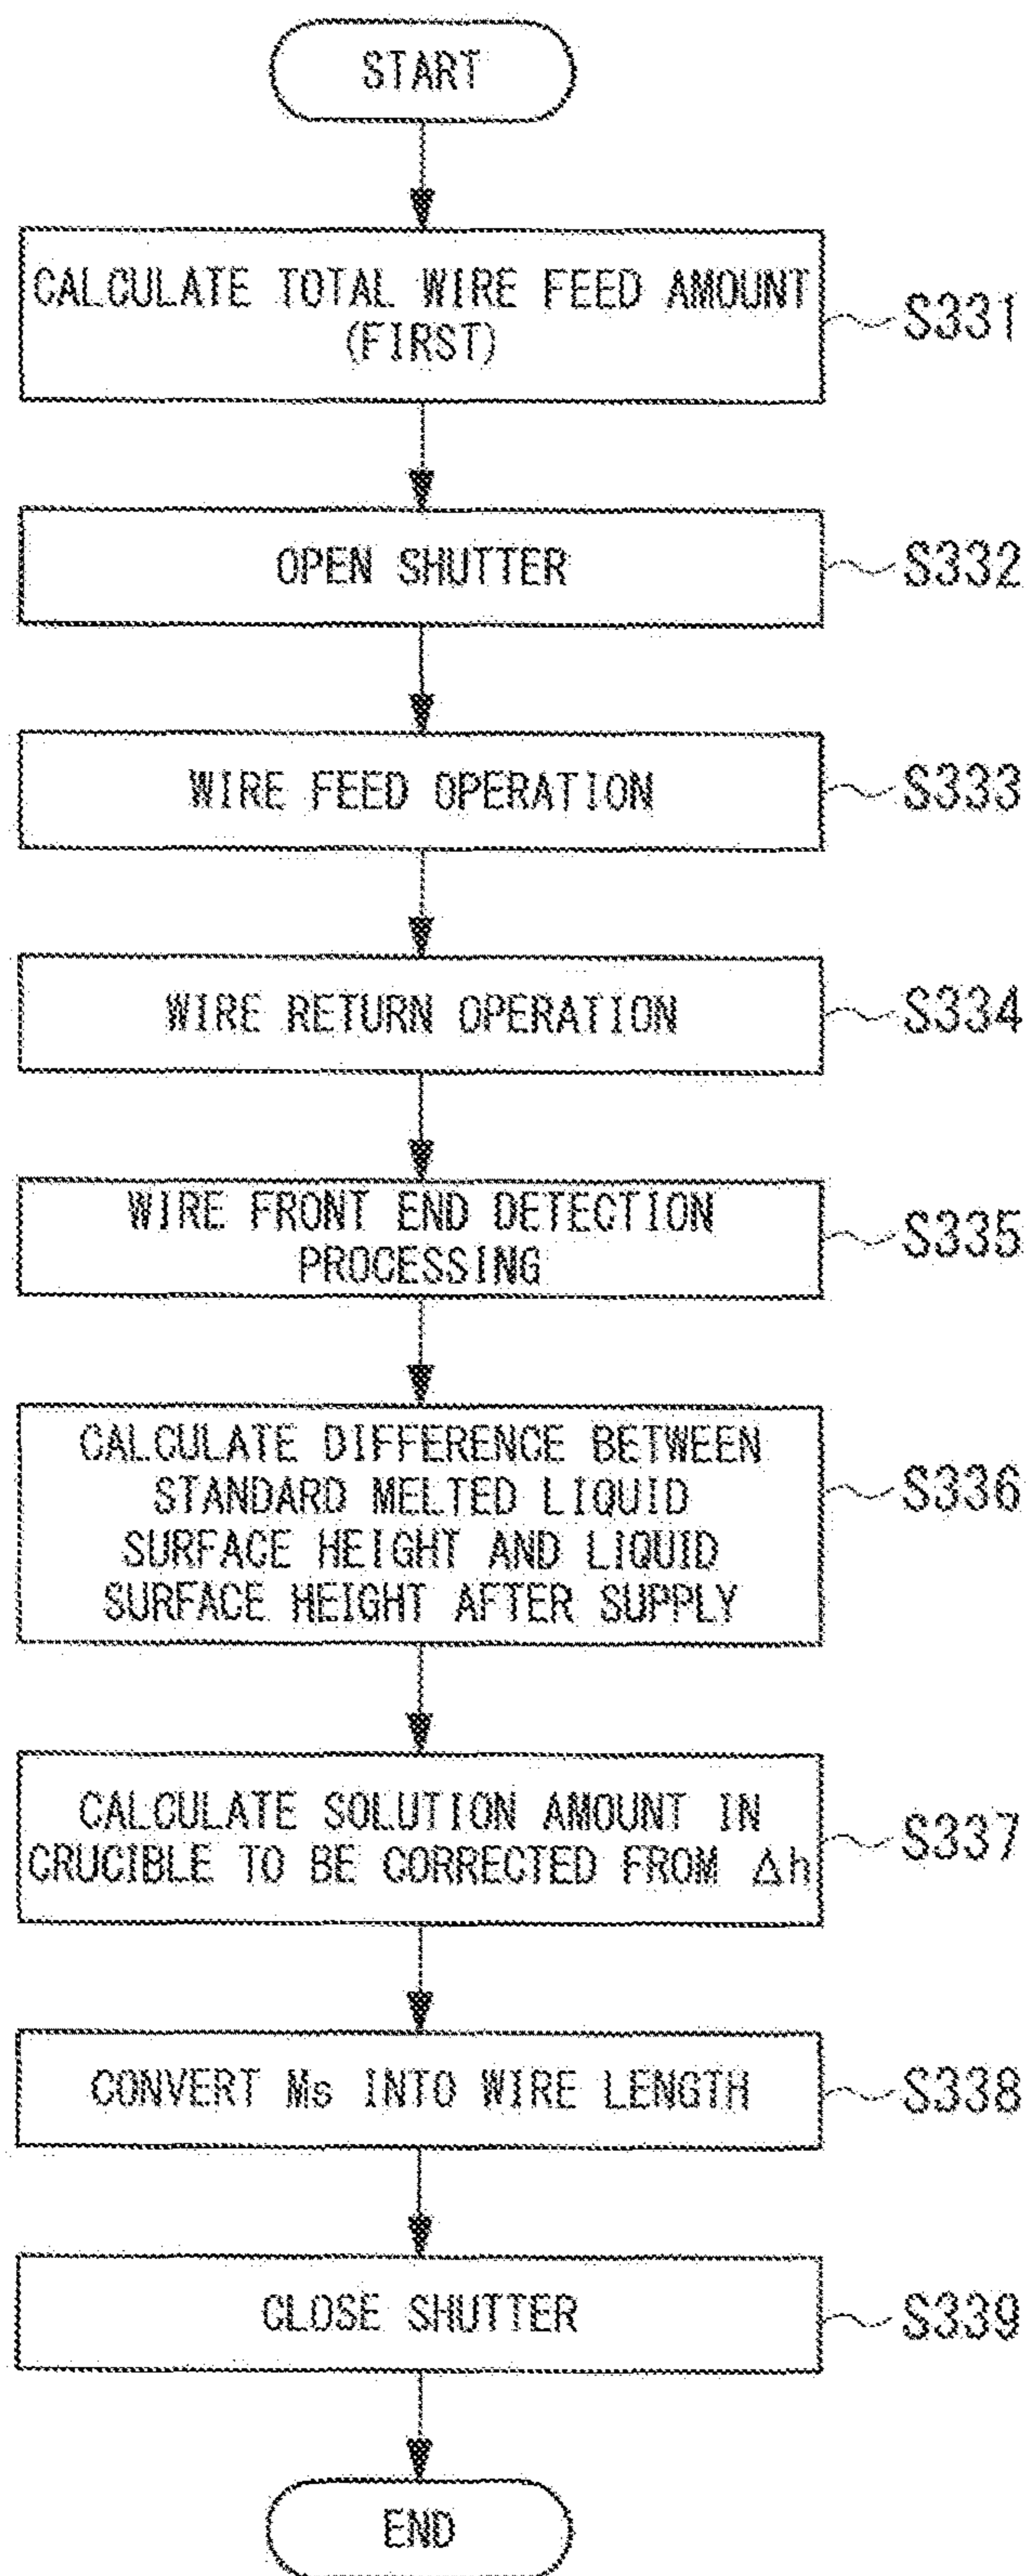 START
CALCULATE TOTAL WIRE FEED AMOUNT
(FIRST)
S331
OPEN SHUTTER
S332
WIRE FEED OPERATION
S333
WIRE RETURN OPERATION
S334
WIRE FRONT END DETECTION
PROCESSING
S335
CALCULATE DIFFERENCE BETWEEN
STANDARD MELTED LIQUID
SURFACE HEIGHT AND LIQUID
SURFACE HEIGHT AFTER SUPPLY
S336
CALCULATE SOLUTION AMOUNT IN
CRUCIBLE TO BE CORRECTED FROM Δh
S337
CONVERT Ms INTO WIRE LENGTH
S338
CLOSE SHUTTER
S339
END